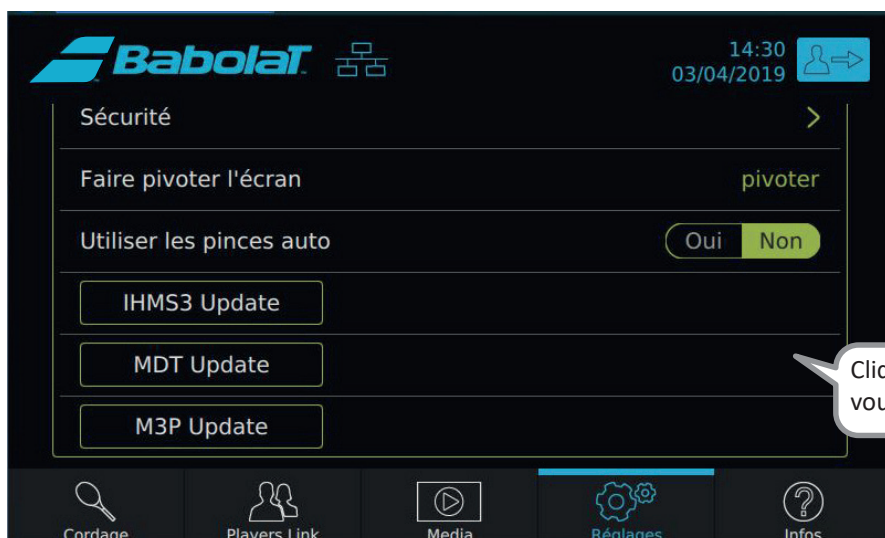 Babolat
14:30
03/04/2019
Sécurité
Faire pivoter l'écran pivoter
Utiliser les pinces auto Oui Non
IHMS3 Update
MDT Update
M3P Update
Cordage Players Link Media Réglages Infos